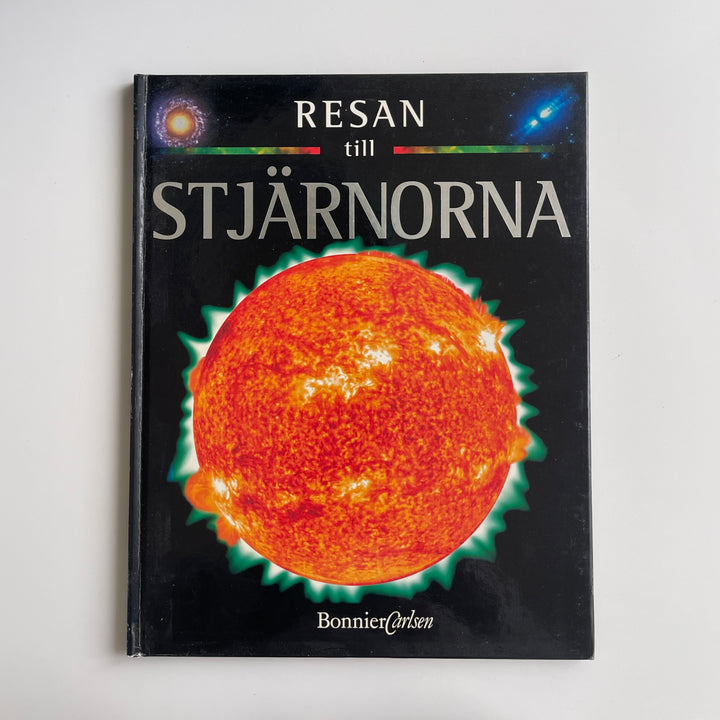 RESAN
till
STJÄRNORNA
BonnierCarlsen